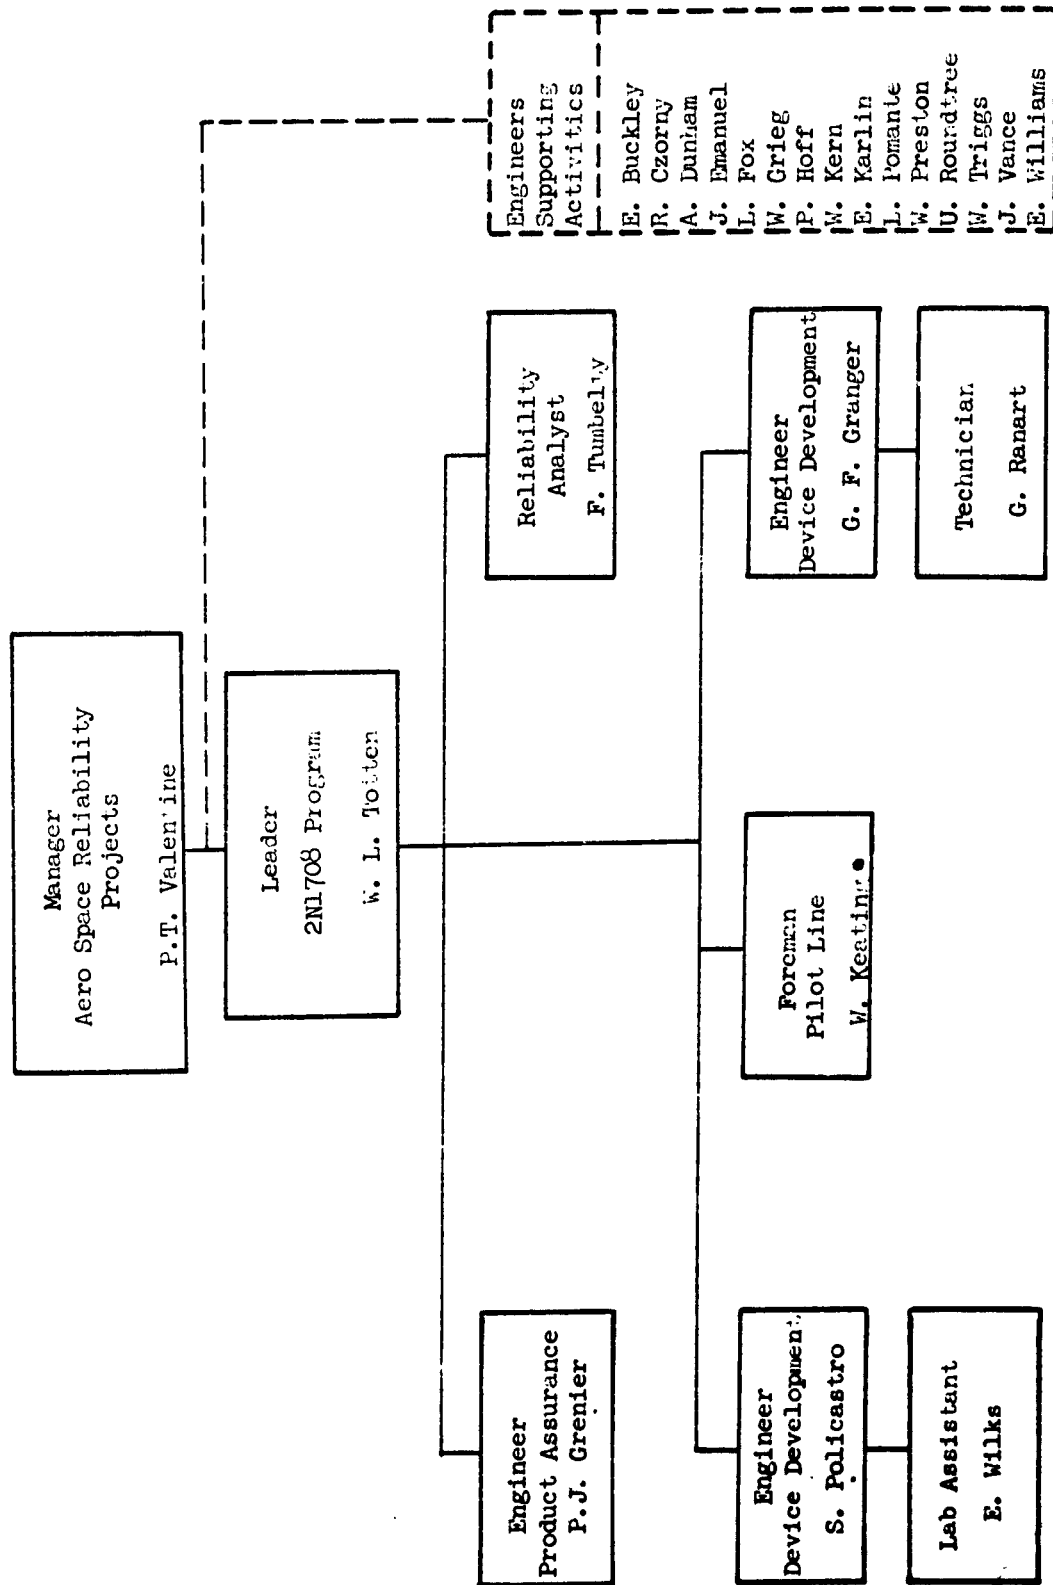 Manager
Aero Space Reliability
Projects
P.T. Valentine
Leader
2N1708 Program
W. L. Totten
Engineer
Product Assurance
P.J. Grenier
Reliability
Analyst
F.
Engineers
Supporting
Activities
E. Buckley
R. Czorny
A. Dunham
J. Emanuel
L. Fox
W. Grieg
P. Hoff
W. Kern
E. Karlin
L. Pomante
W. Preston
U. Roundtree
W. Triggs
J. Vance
E. Williams
Engineer
Device Development
S. Policastro
Foreman
Pilot Line
W. Keating
Engineer
Device Development
G. F. Granger
Lab Assistant
E. Wilks
Technician
G. Ranart